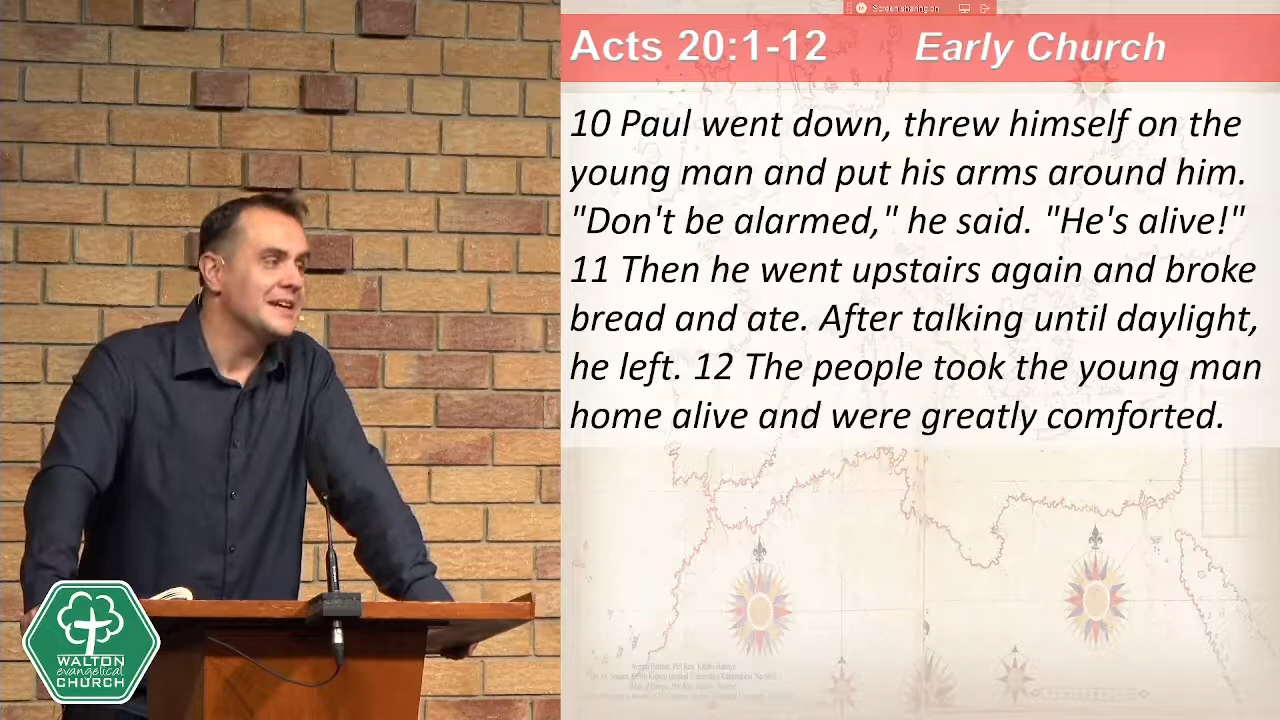 Screen sharing on
Acts 20:1-12 Early Church
10 Paul went down, threw himself on the
young man and put his arms around him.
"Don't be alarmed," he said. "He's alive!"
11 Then he went upstairs again and broke
bread and ate. After talking until daylight,
he left. 12 The people took the young man
home alive and were greatly comforted.
WALTON
evangelical
CHURCH